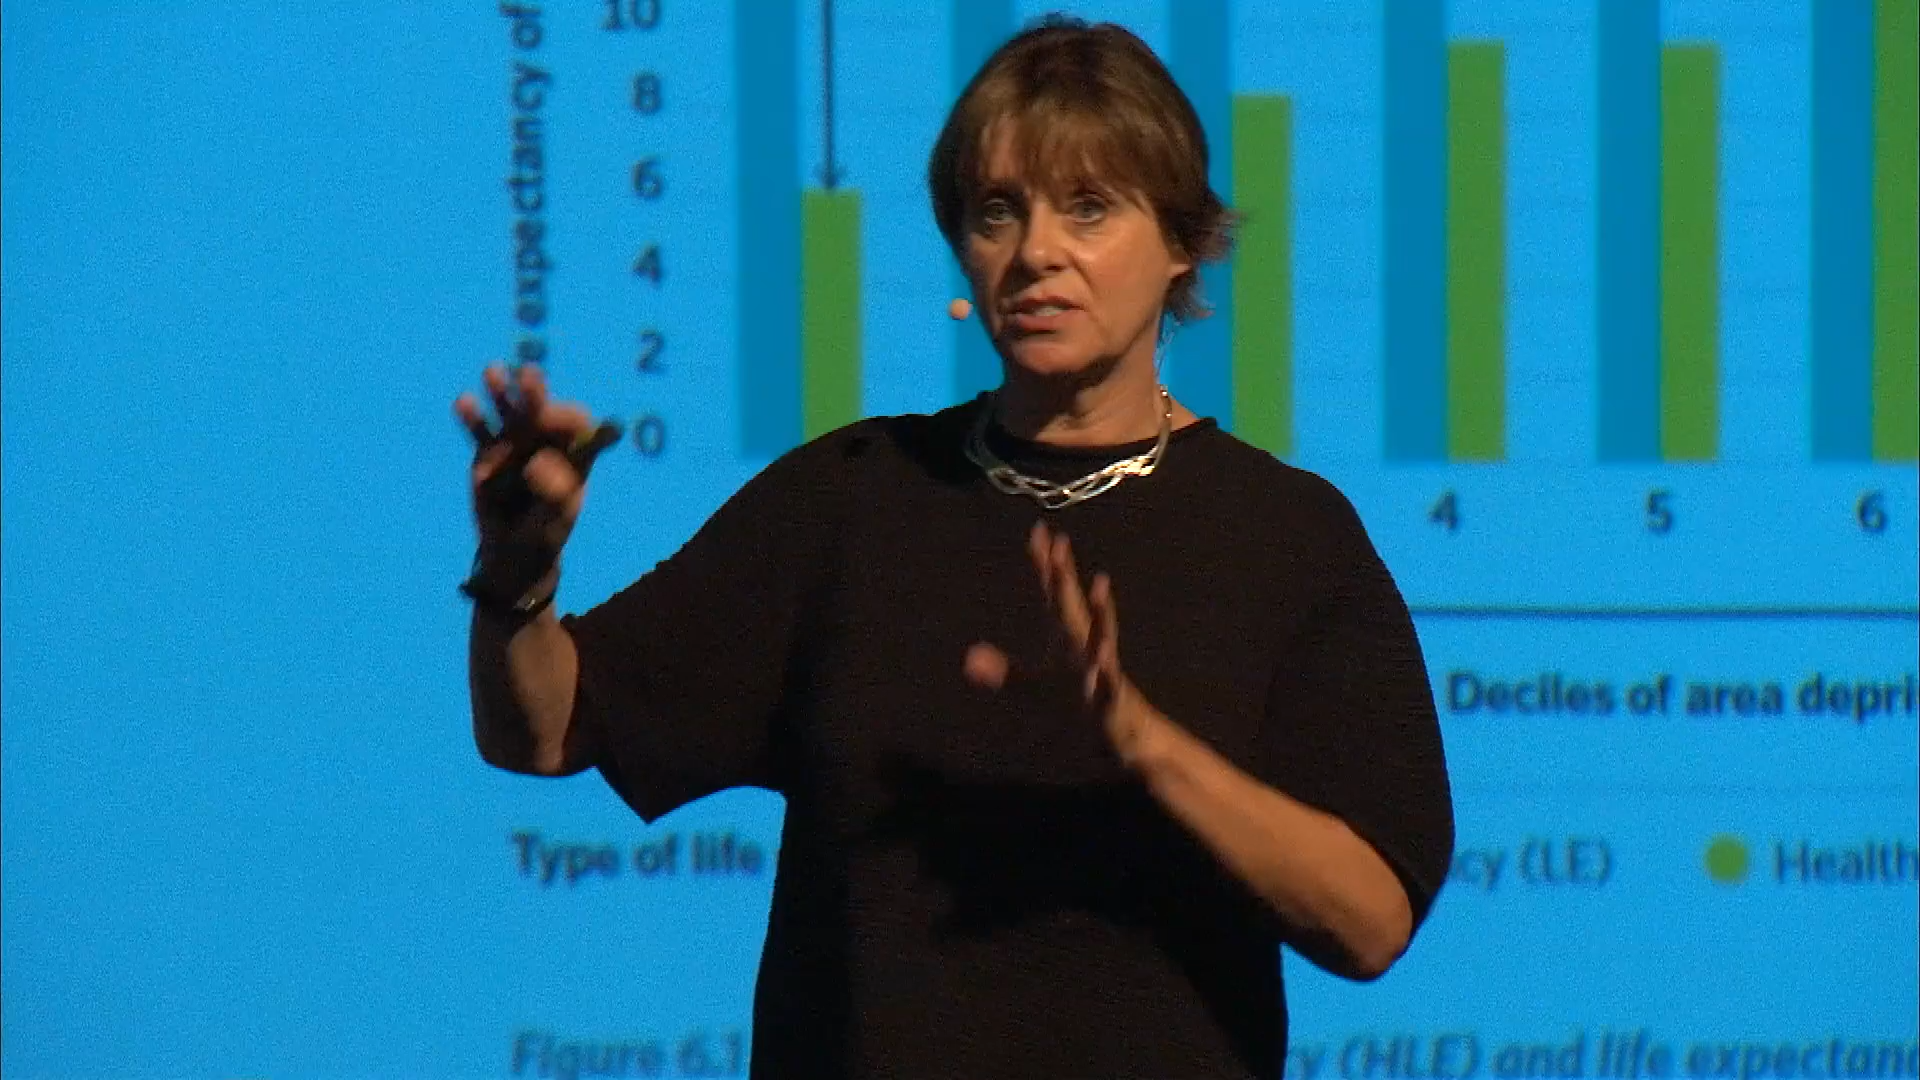 expectancy of
10
8
6
4
2
0
4 5 6
Deciles of area depri
Type of life
cy (LE) Health
Figure 6.1
y (HLE) and life expectan